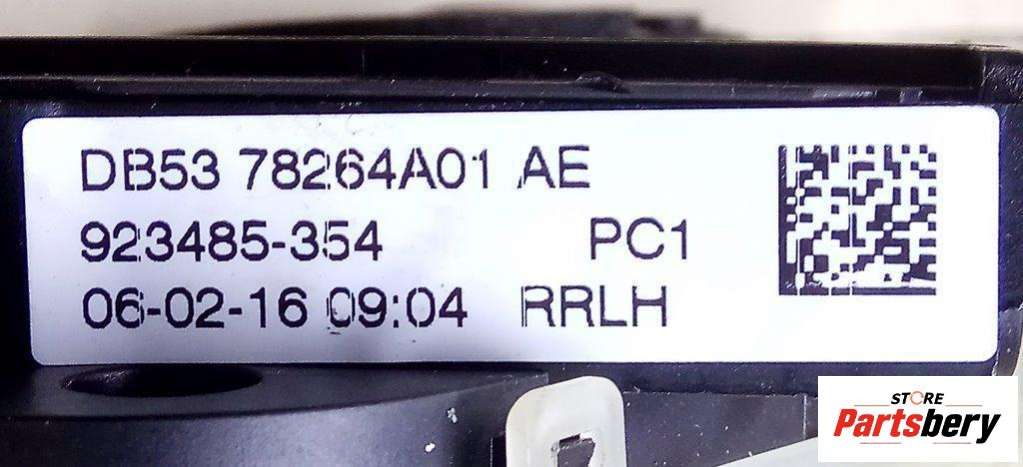 DB53 78264A01 AE
923485-354 PC1
06-02-16 09:04 RRLH
STORE
Partsbery